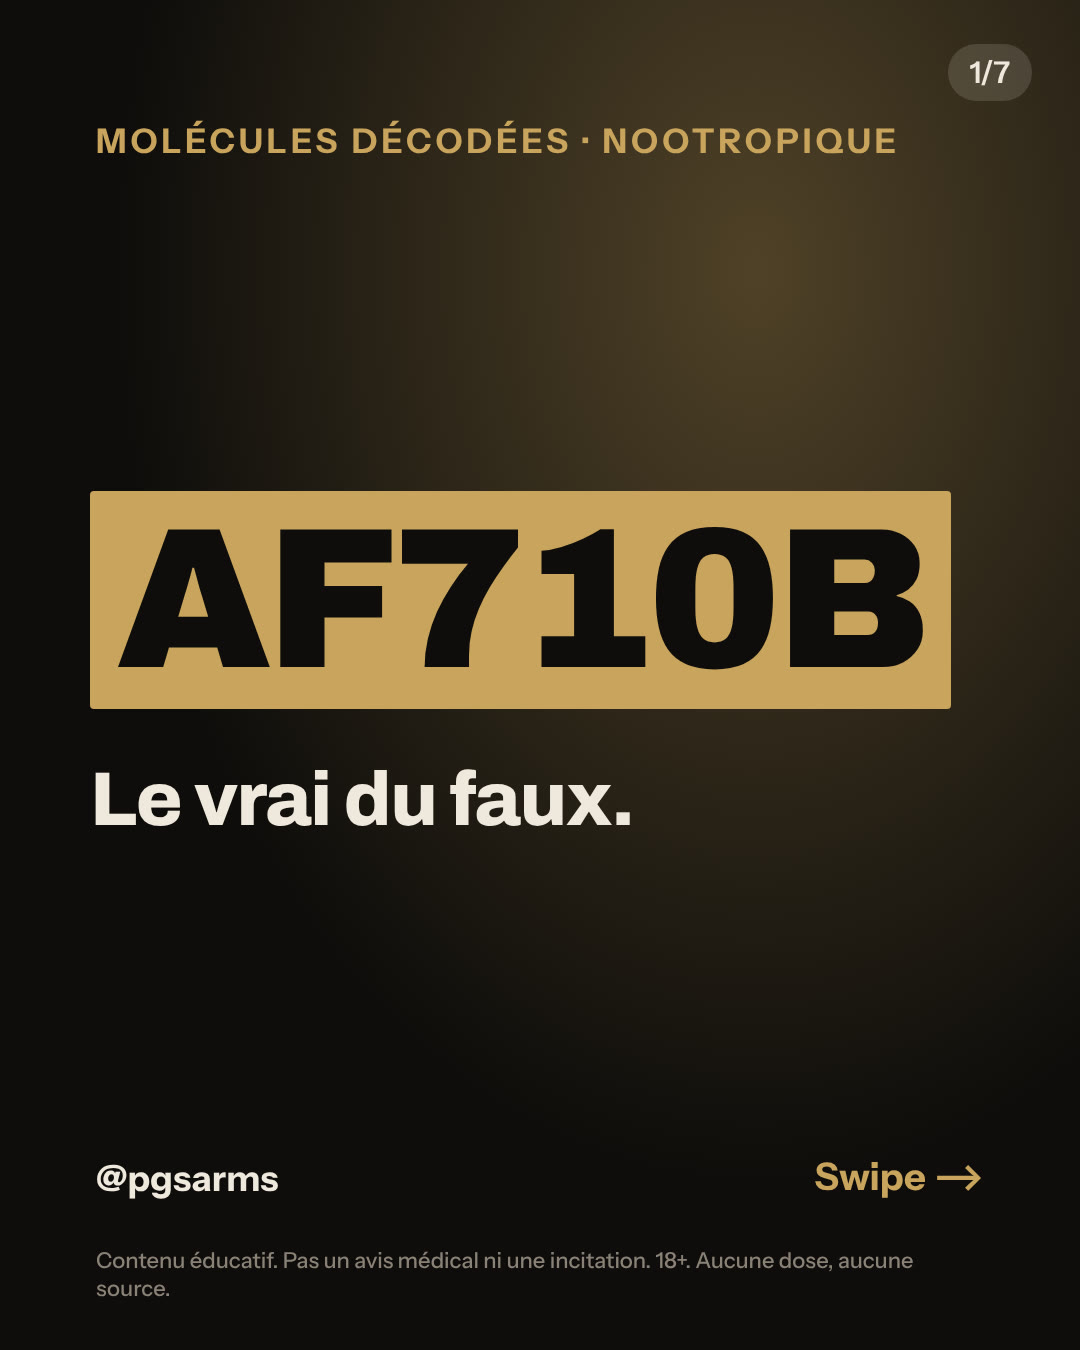 1/7
MOLÉCULES DÉCODÉES · NOOTROPIQUE
AF710B
Le vrai du faux.
@pgsarms
Swipe →
Contenu éducatif. Pas un avis médical ni une incitation. 18+. Aucune dose, aucune
source.